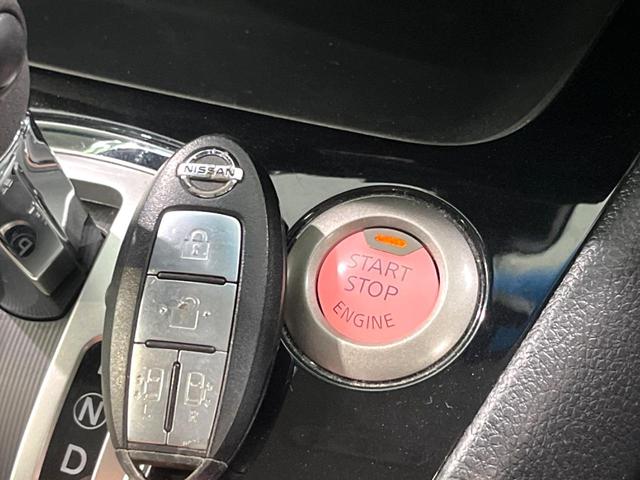 NISSAN
START
STOP
ENGINE
L
R
N
D